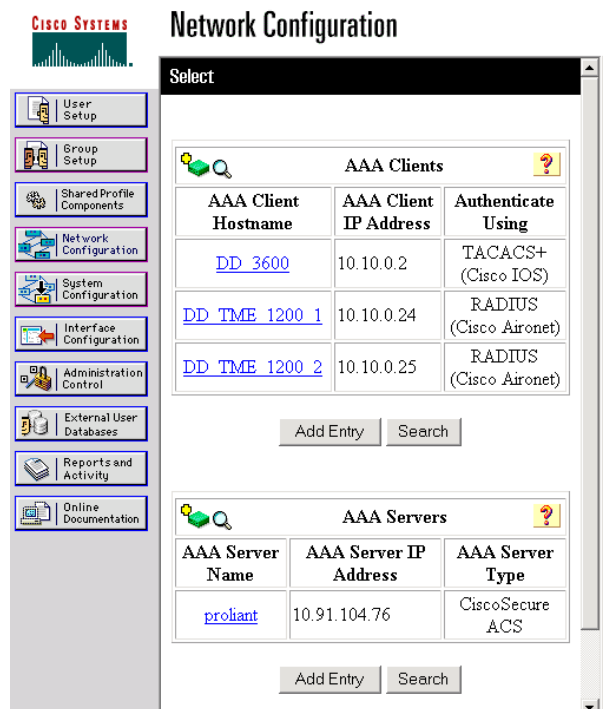 CISCO SYSTEMS
Network Configuration
Select
User
Setup
Group
Setup
Shared Profile
Components
Network
Configuration
System
Configuration
Interface
Configuration
Administration
Control
External User
Databases
Reports and
Activity
Online
Documentation
AAA Clients ?
AAA Client
Hostname
AAA Client
IP Address
Authenticate
Using
DD 3600
10.10.0.2
TACACS+
(Cisco IOS)
DD TME 1200 1
10.10.0.24
RADIUS
(Cisco Aironet)
DD TME 1200 2
10.10.0.25
RADIUS
(Cisco Aironet)
Add Entry Search
AAA Servers ?
AAA Server
Name
AAA Server IP
Address
AAA Server
Type
proliant
10.91.104.76
CiscoSecure
ACS
Add Entry Search